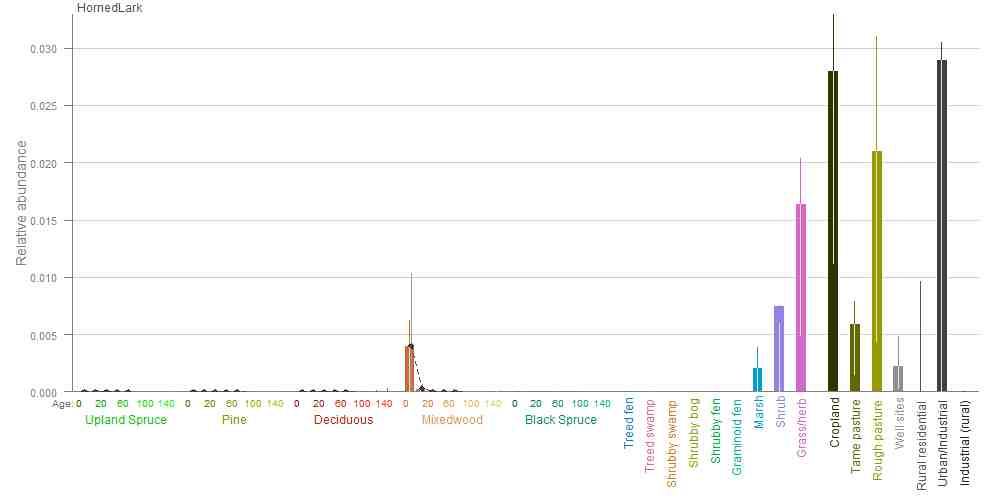 HornedLark
Relative abundance
0.030
0.025
0.020
0.015
0.010
0.005
0.000
Age: 0 20 60 100 140 0 20 60 100 140 0 20 60 100 140 0 20 60 100 140 0 20 60 100 140
Upland Spruce Pine Deciduous Mixedwood Black Spruce
Treed fen
Treed swamp
Shrubby swamp
Shrubby bog
Shrubby fen
Graminoid fen
Marsh
Shrub
Grass/herb
Cropland
Tame pasture
Rough pasture
Well sites
Rural residential
Urban/Industrial
Industrial (rural)